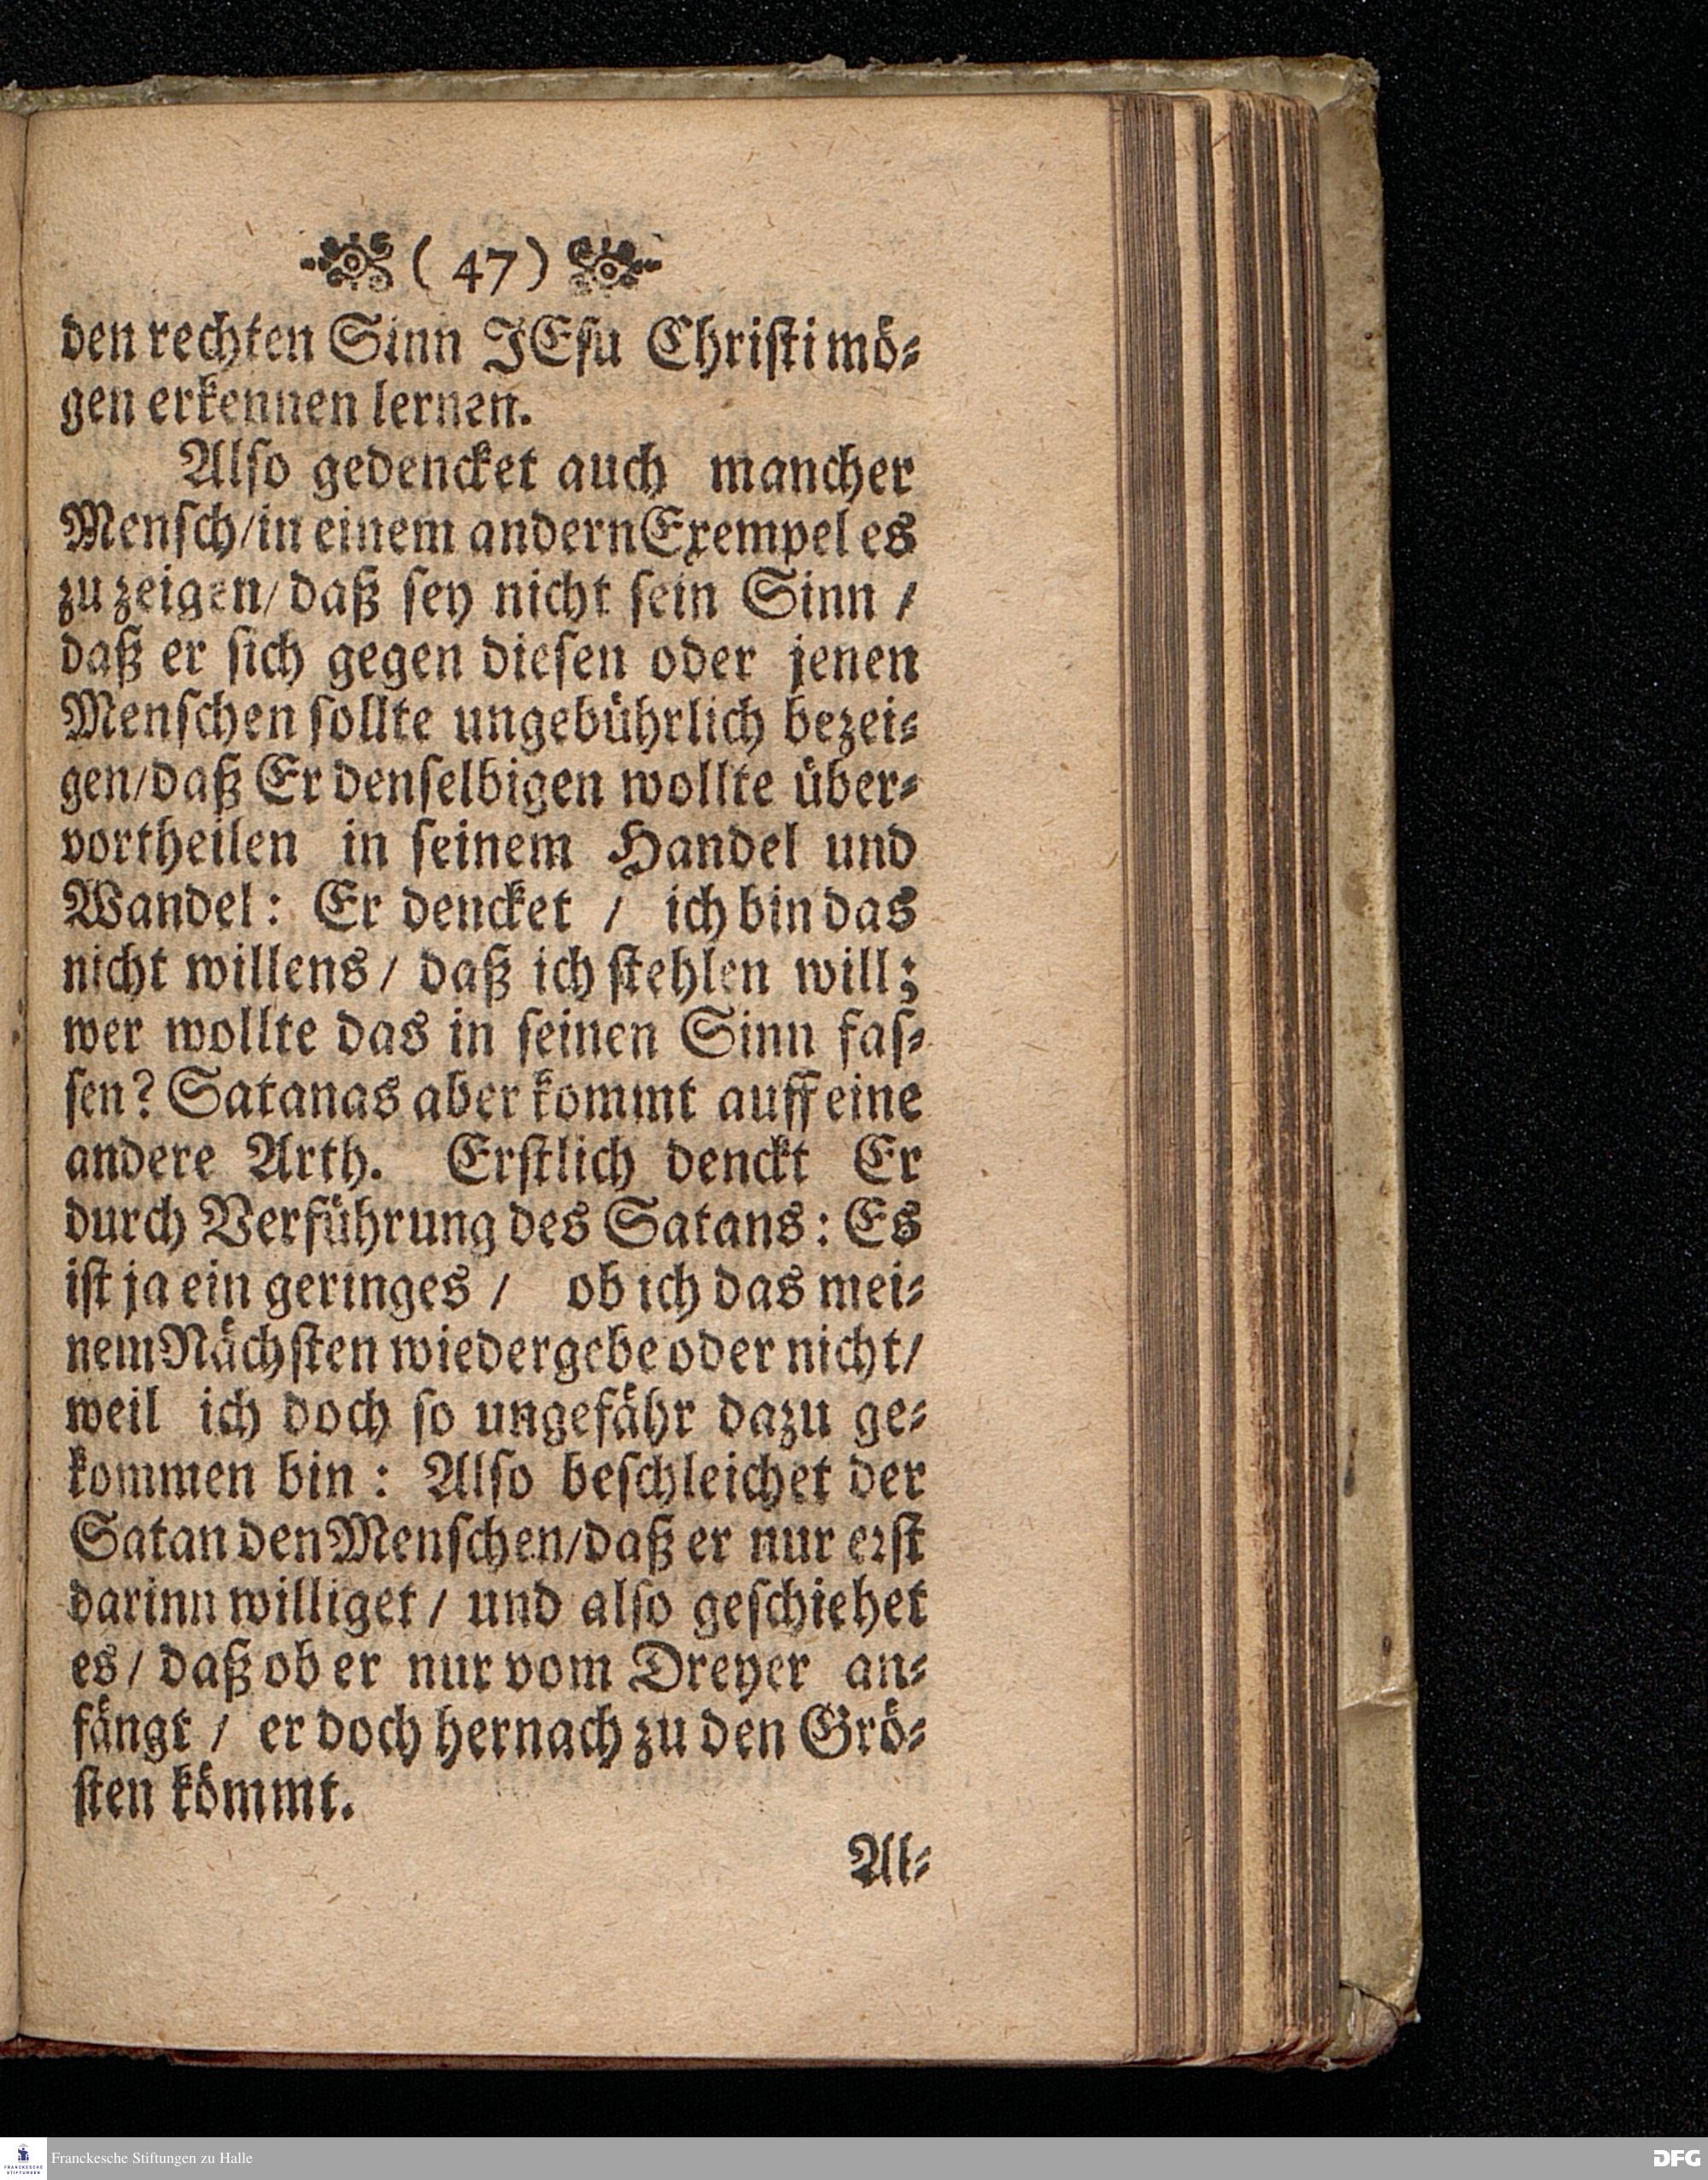 ( 47 )
den rechten Sinn JEſu Chriſti mö⸗
gen erkennen lernen.
Alſo gedencket auch mancher
Menſch/in einem andern Exempel es
zu zeigen/ daß ſey nicht ſein Sinn /
daß er ſich gegen dieſen oder jenen
Menſchen ſollte ungebührlich bezei⸗
gen/daß Er denſelbigen wollte über⸗
vortheilen in ſeinem Handel und
Wandel: Er dencket / ich bin das
nicht willens / daß ich ſtehlen will;
wer wollte das in ſeinen Sinn faſ⸗
ſen? Satanas aber kommt auff eine
andere Arth. Erſtlich denckt Er
durch Verführung des Satans: Es
iſt ja ein geringes / ob ich das mei⸗
nem Nächſten wiedergebe oder nicht/
weil ich doch ſo ungefähr dazu ge⸗
kommen bin : Alſo beſchleichet der
Satan den Menſchen/daß er nur erſt
darinn williget / und alſo geſchiehet
es / daß ob er nur vom Dreyer an⸗
fängt / er doch hernach zu den Grö⸗
ſten kömmt.
Al⸗
FRANCKESCHE
STIFTUNGEN
Franckesche Stiftungen zu Halle
DFG